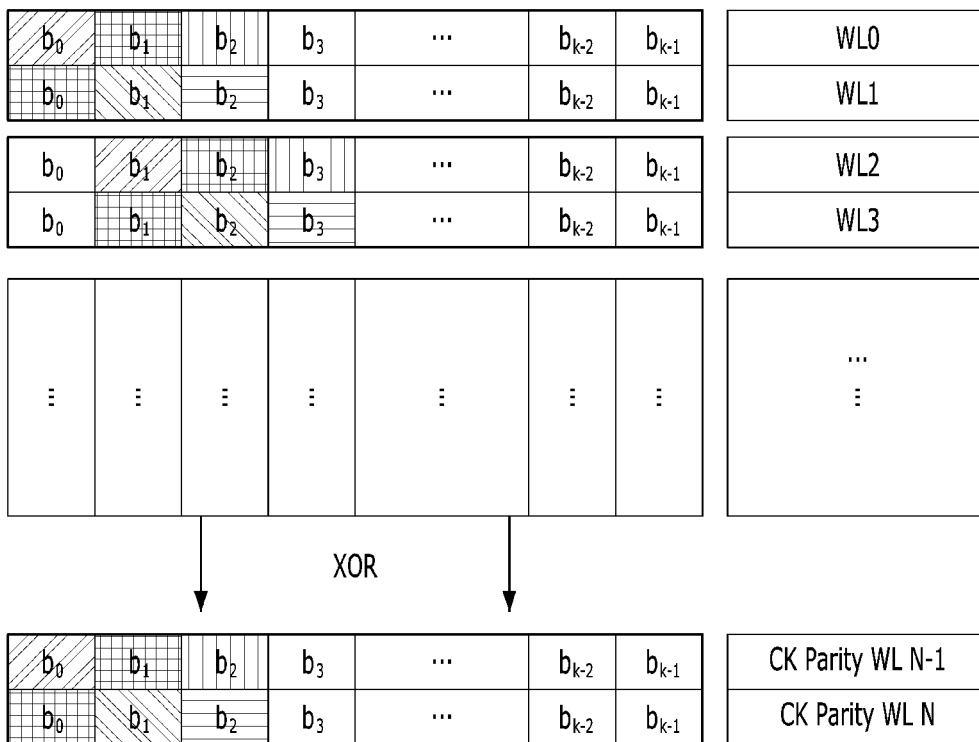 b₀ b₁ b₂ b₃ ... bₖ₋₂ bₖ₋₁ WL0
b₀ b₁ b₂ b₃ ... bₖ₋₂ bₖ₋₁ WL1
b₀ b₁ b₂ b₃ ... bₖ₋₂ bₖ₋₁ WL2
b₀ b₁ b₂ b₃ ... bₖ₋₂ bₖ₋₁ WL3
...
⋮ ⋮ ⋮ ⋮ ⋮ ⋮ ⋮ ⋮
XOR
b₀ b₁ b₂ b₃ ... bₖ₋₂ bₖ₋₁ CK Parity WL N-1
b₀ b₁ b₂ b₃ ... bₖ₋₂ bₖ₋₁ CK Parity WL N